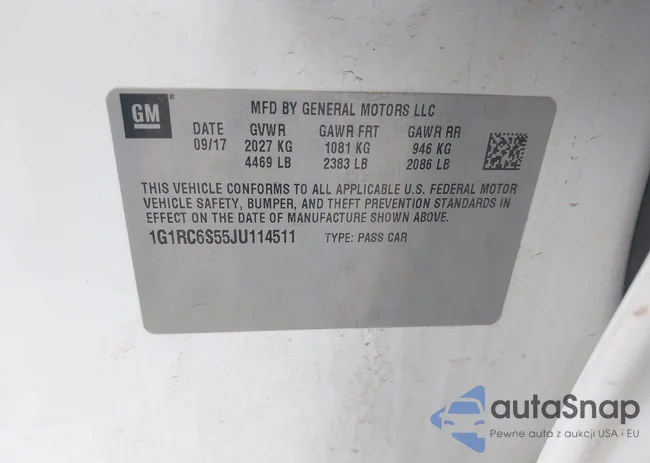 GM
MFD BY GENERAL MOTORS LLC
DATE GVWR GAWR FRT GAWR RR
09/17 2027 KG 1081 KG 946 KG
4469 LB 2383 LB 2086 LB
THIS VEHICLE CONFORMS TO ALL APPLICABLE U.S. FEDERAL MOTOR
VEHICLE SAFETY, BUMPER, AND THEFT PREVENTION STANDARDS IN
EFFECT ON THE DATE OF MANUFACTURE SHOWN ABOVE.
1G1RC6S55JU114511 TYPE: PASS CAR
autoSnap
Pewne auta z aukcji USA i EU